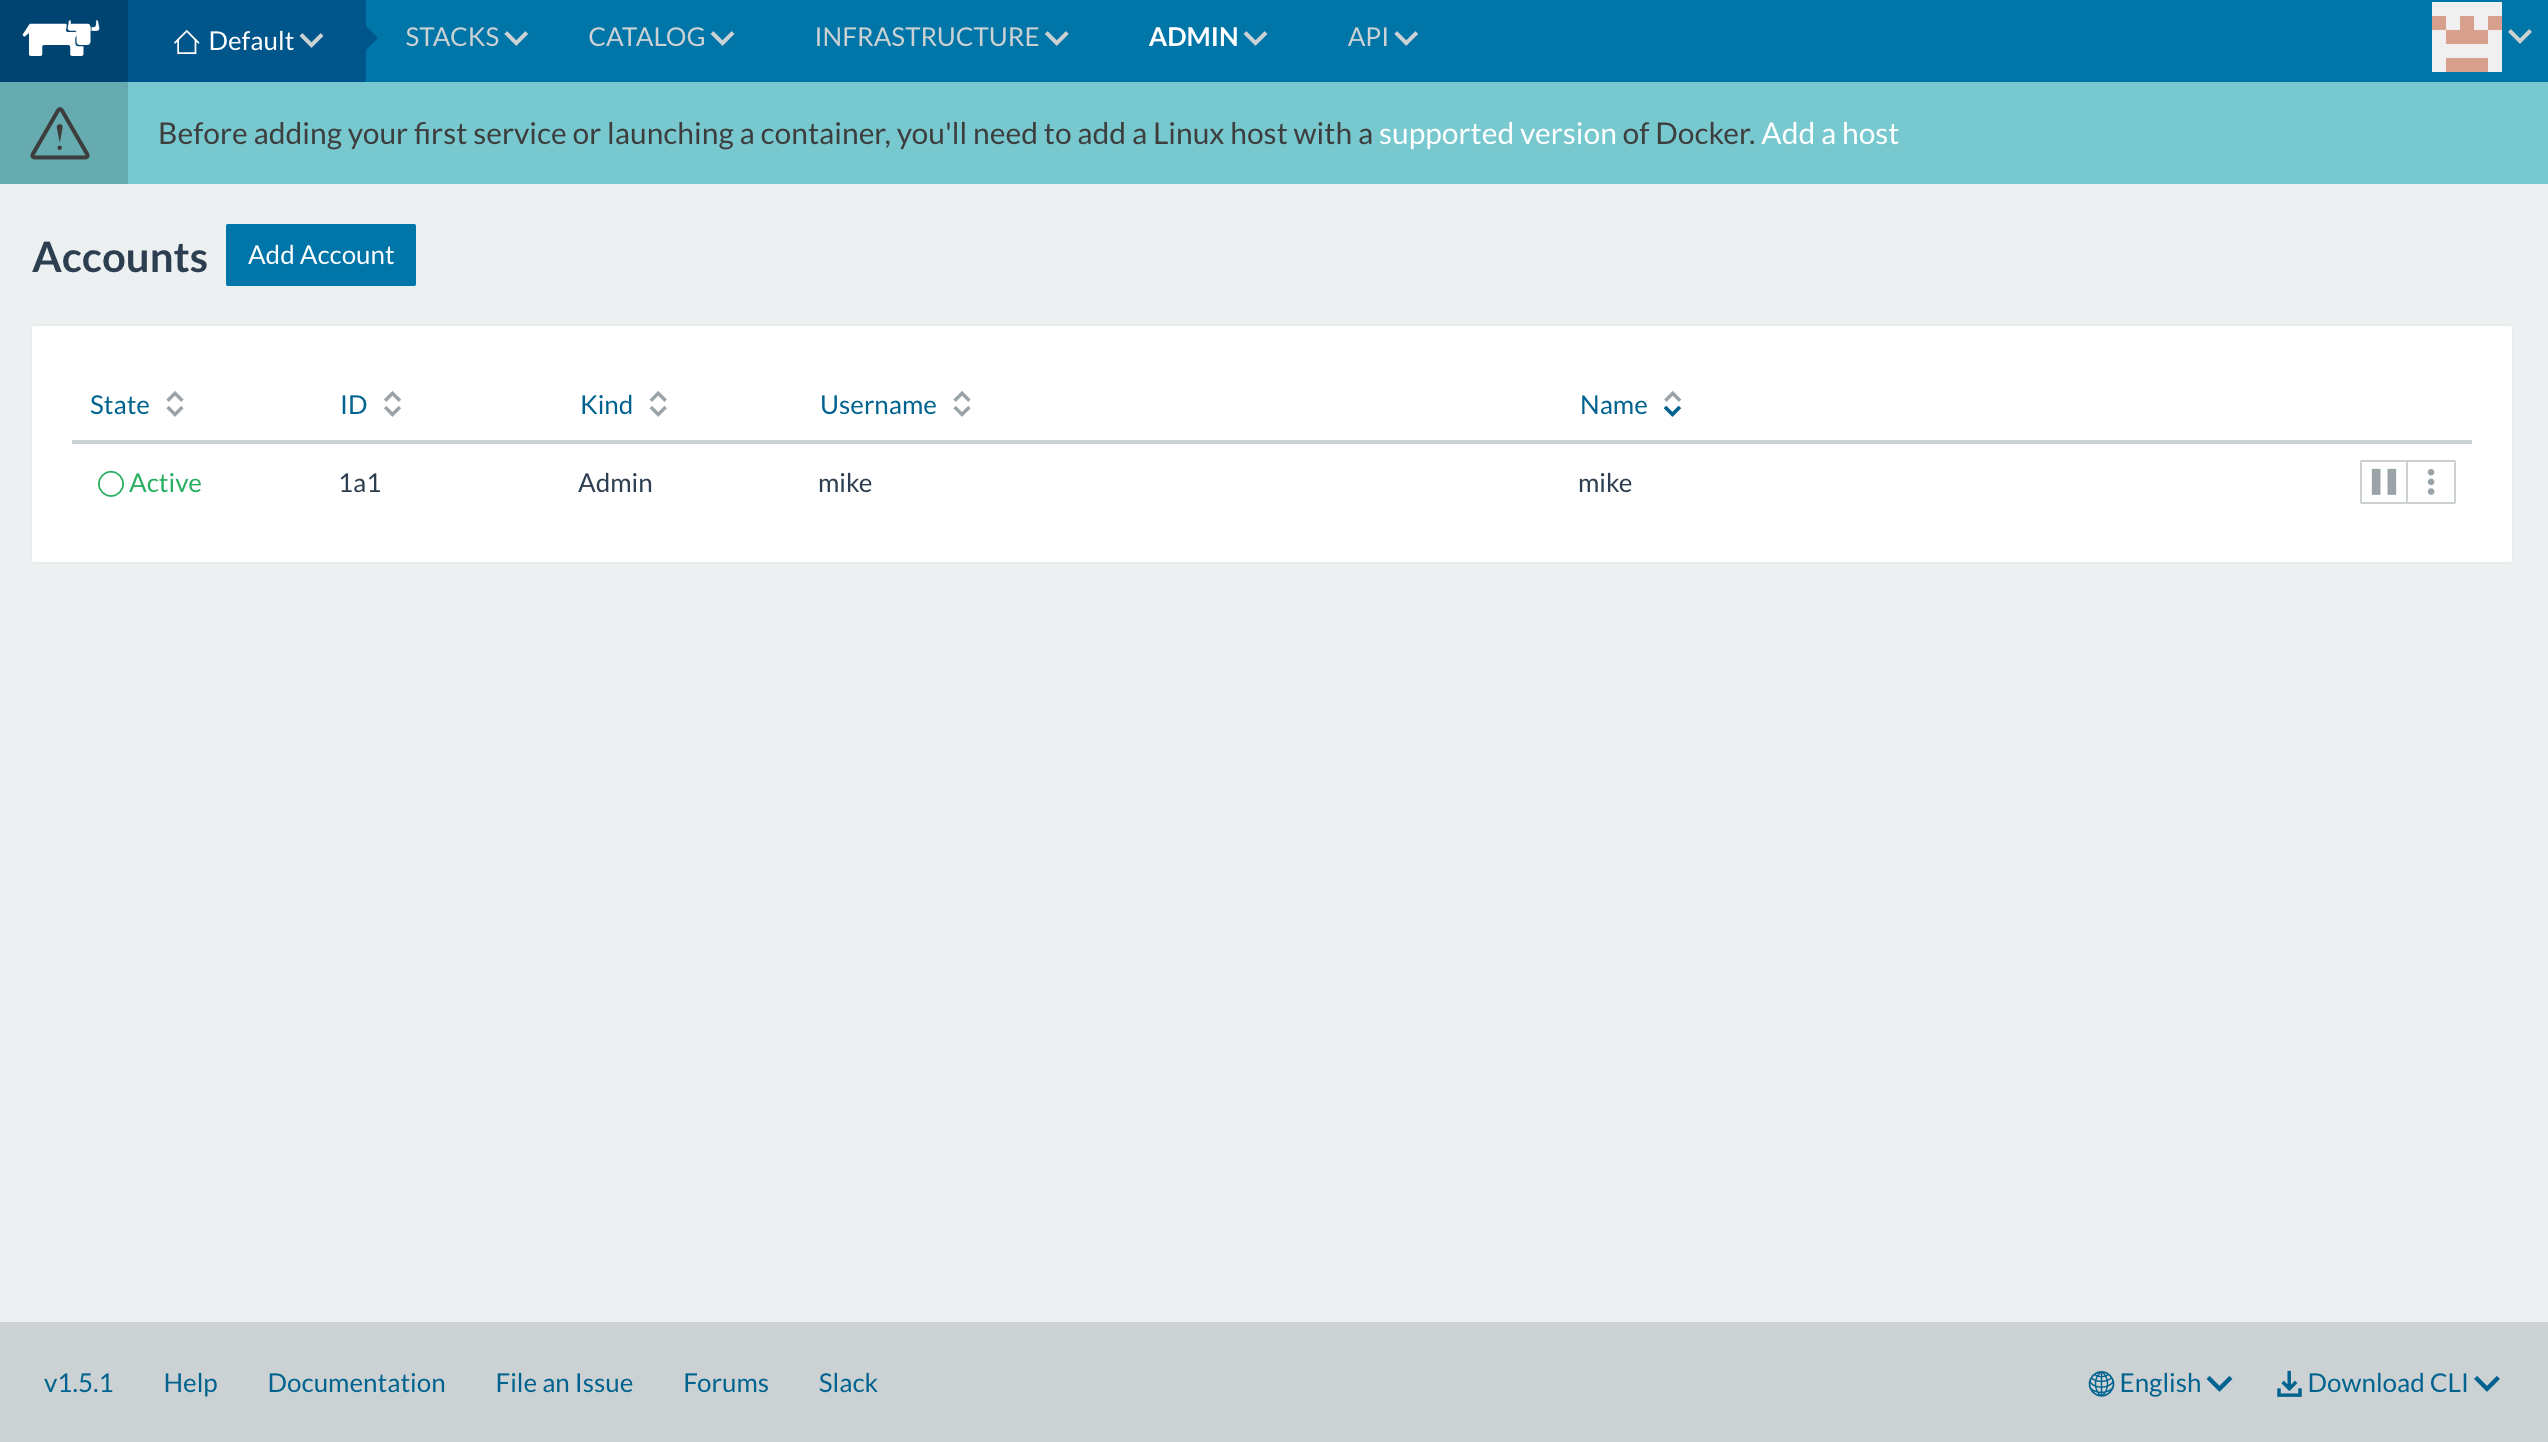 Default STACKS CATALOG INFRASTRUCTURE ADMIN API
Before adding your first service or launching a container, you'll need to add a Linux host with a supported version of Docker. Add a host
Accounts Add Account
State ID Kind Username Name
Active 1a1 Admin mike mike
v1.5.1 Help Documentation File an Issue Forums Slack English Download CLI